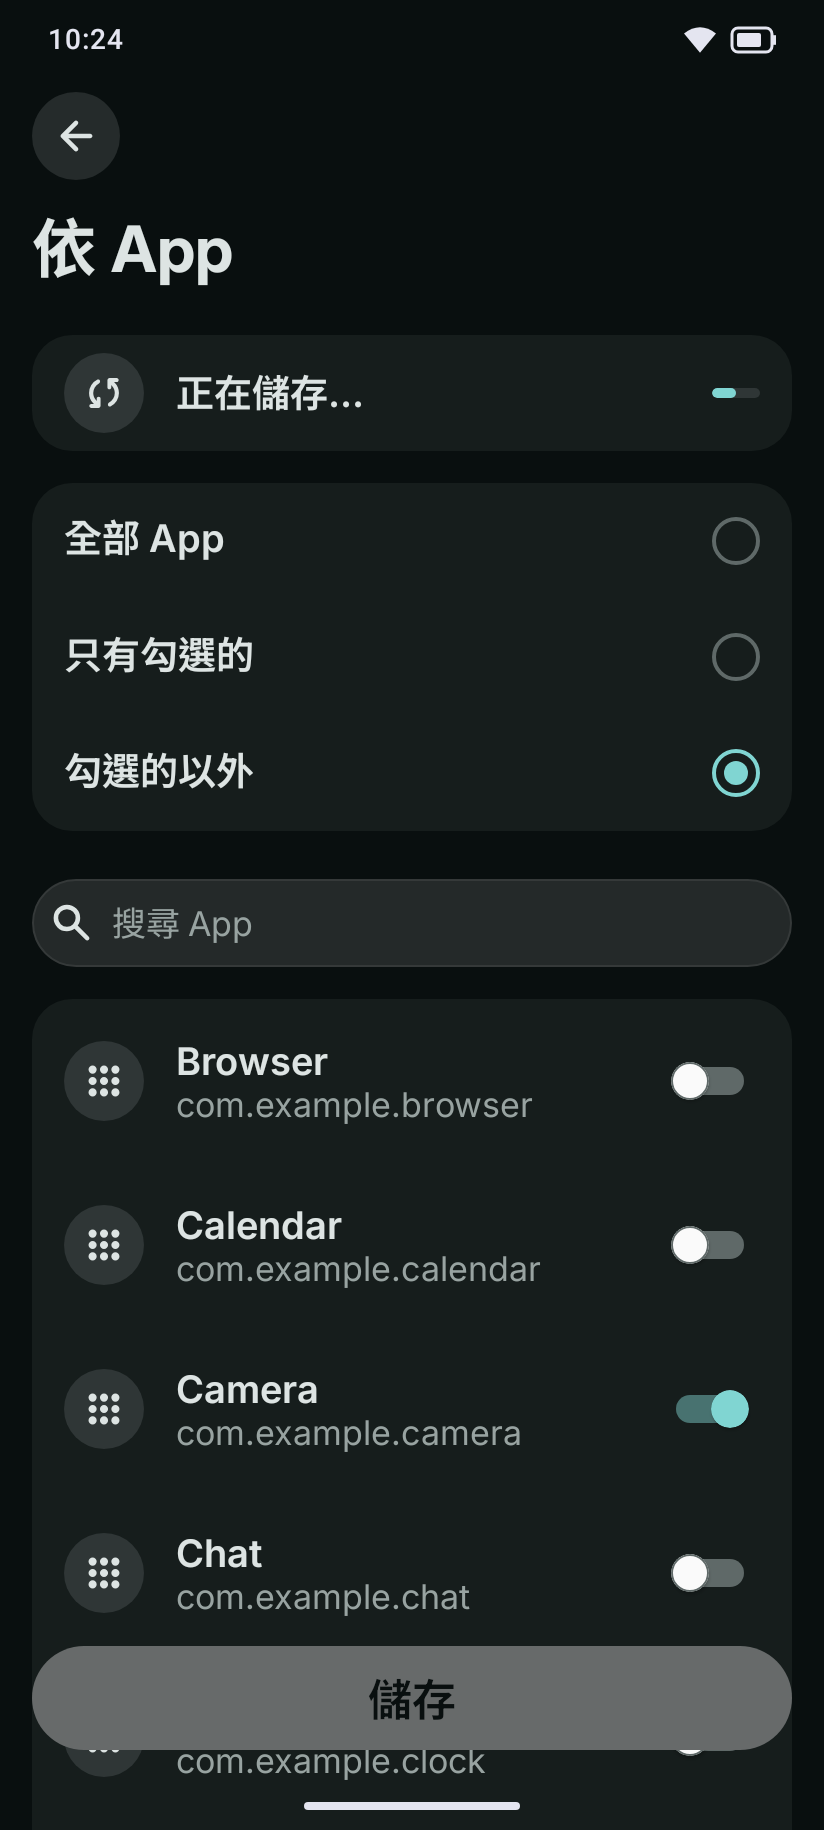 10:24
依 App
正在儲存...
全部 App
只有勾選的
勾選的以外
搜尋 App
Browser
com.example.browser
Calendar
com.example.calendar
Camera
com.example.camera
Chat
com.example.chat
儲存
com.example.clock